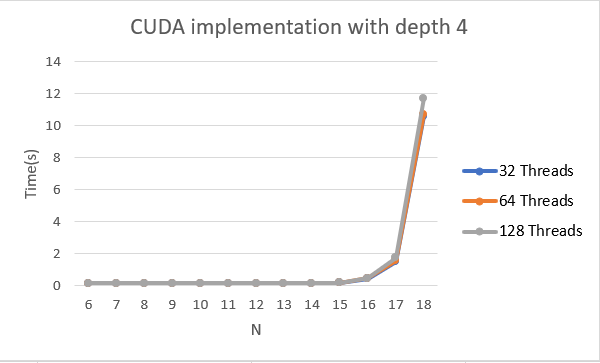 CUDA implementation with depth 4
14
12
10
8
6
4
2
0
Time(s)
6 7 8 9 10 11 12 13 14 15 16 17 18
N
32 Threads
64 Threads
128 Threads